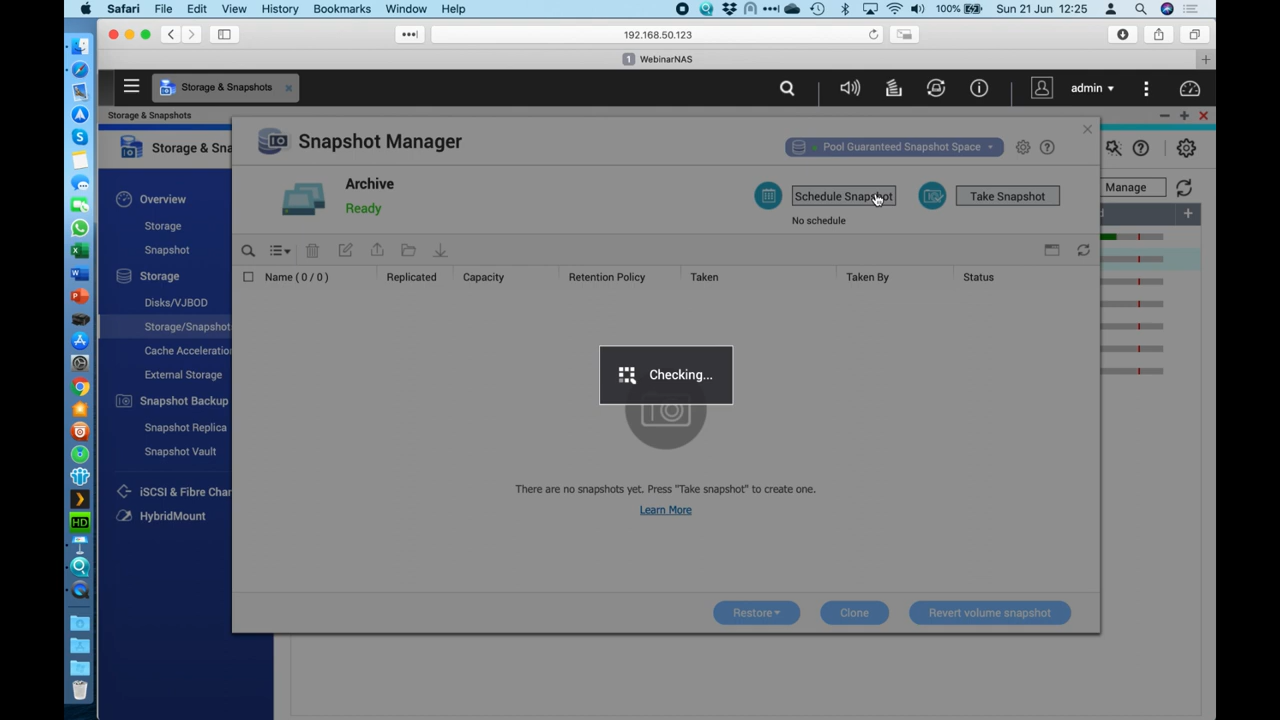 Safari File Edit View History Bookmarks Window Help 100% Sun 21 Jun 12:25
192.168.50.123
1 WebinarNAS
Storage & Snapshots admin
Storage & Snapshots
Storage & Sna
Snapshot Manager
Pool Guaranteed Snapshot Space
Archive
Ready
Schedule Snapshot
Take Snapshot
No schedule
Manage
d
Overview
Storage
Snapshot
Storage
Disks/VJBOD
Storage/Snapshots
Cache Acceleratio
External Storage
Snapshot Backup
Snapshot Replica
Snapshot Vault
iSCSI & Fibre Chan
HybridMount
Name ( 0 / 0 ) Replicated Capacity Retention Policy Taken Taken By Status
Checking...
There are no snapshots yet. Press "Take snapshot" to create one.
Learn More
Restore Clone Revert volume snapshot
HD